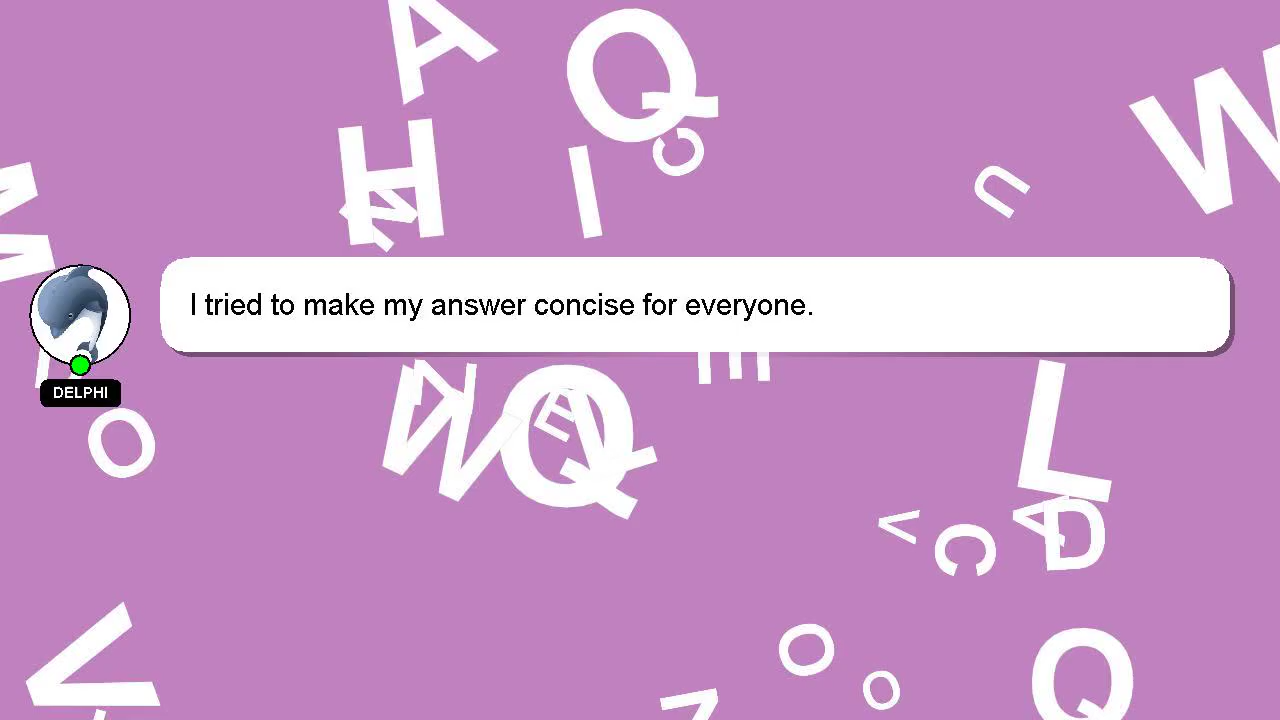 A
Q
C
H
I
N
U
W
M
I tried to make my answer concise for everyone.
DELPHI
E
O
W
Q
E
L
V
C
A
D
V
O
O
Q